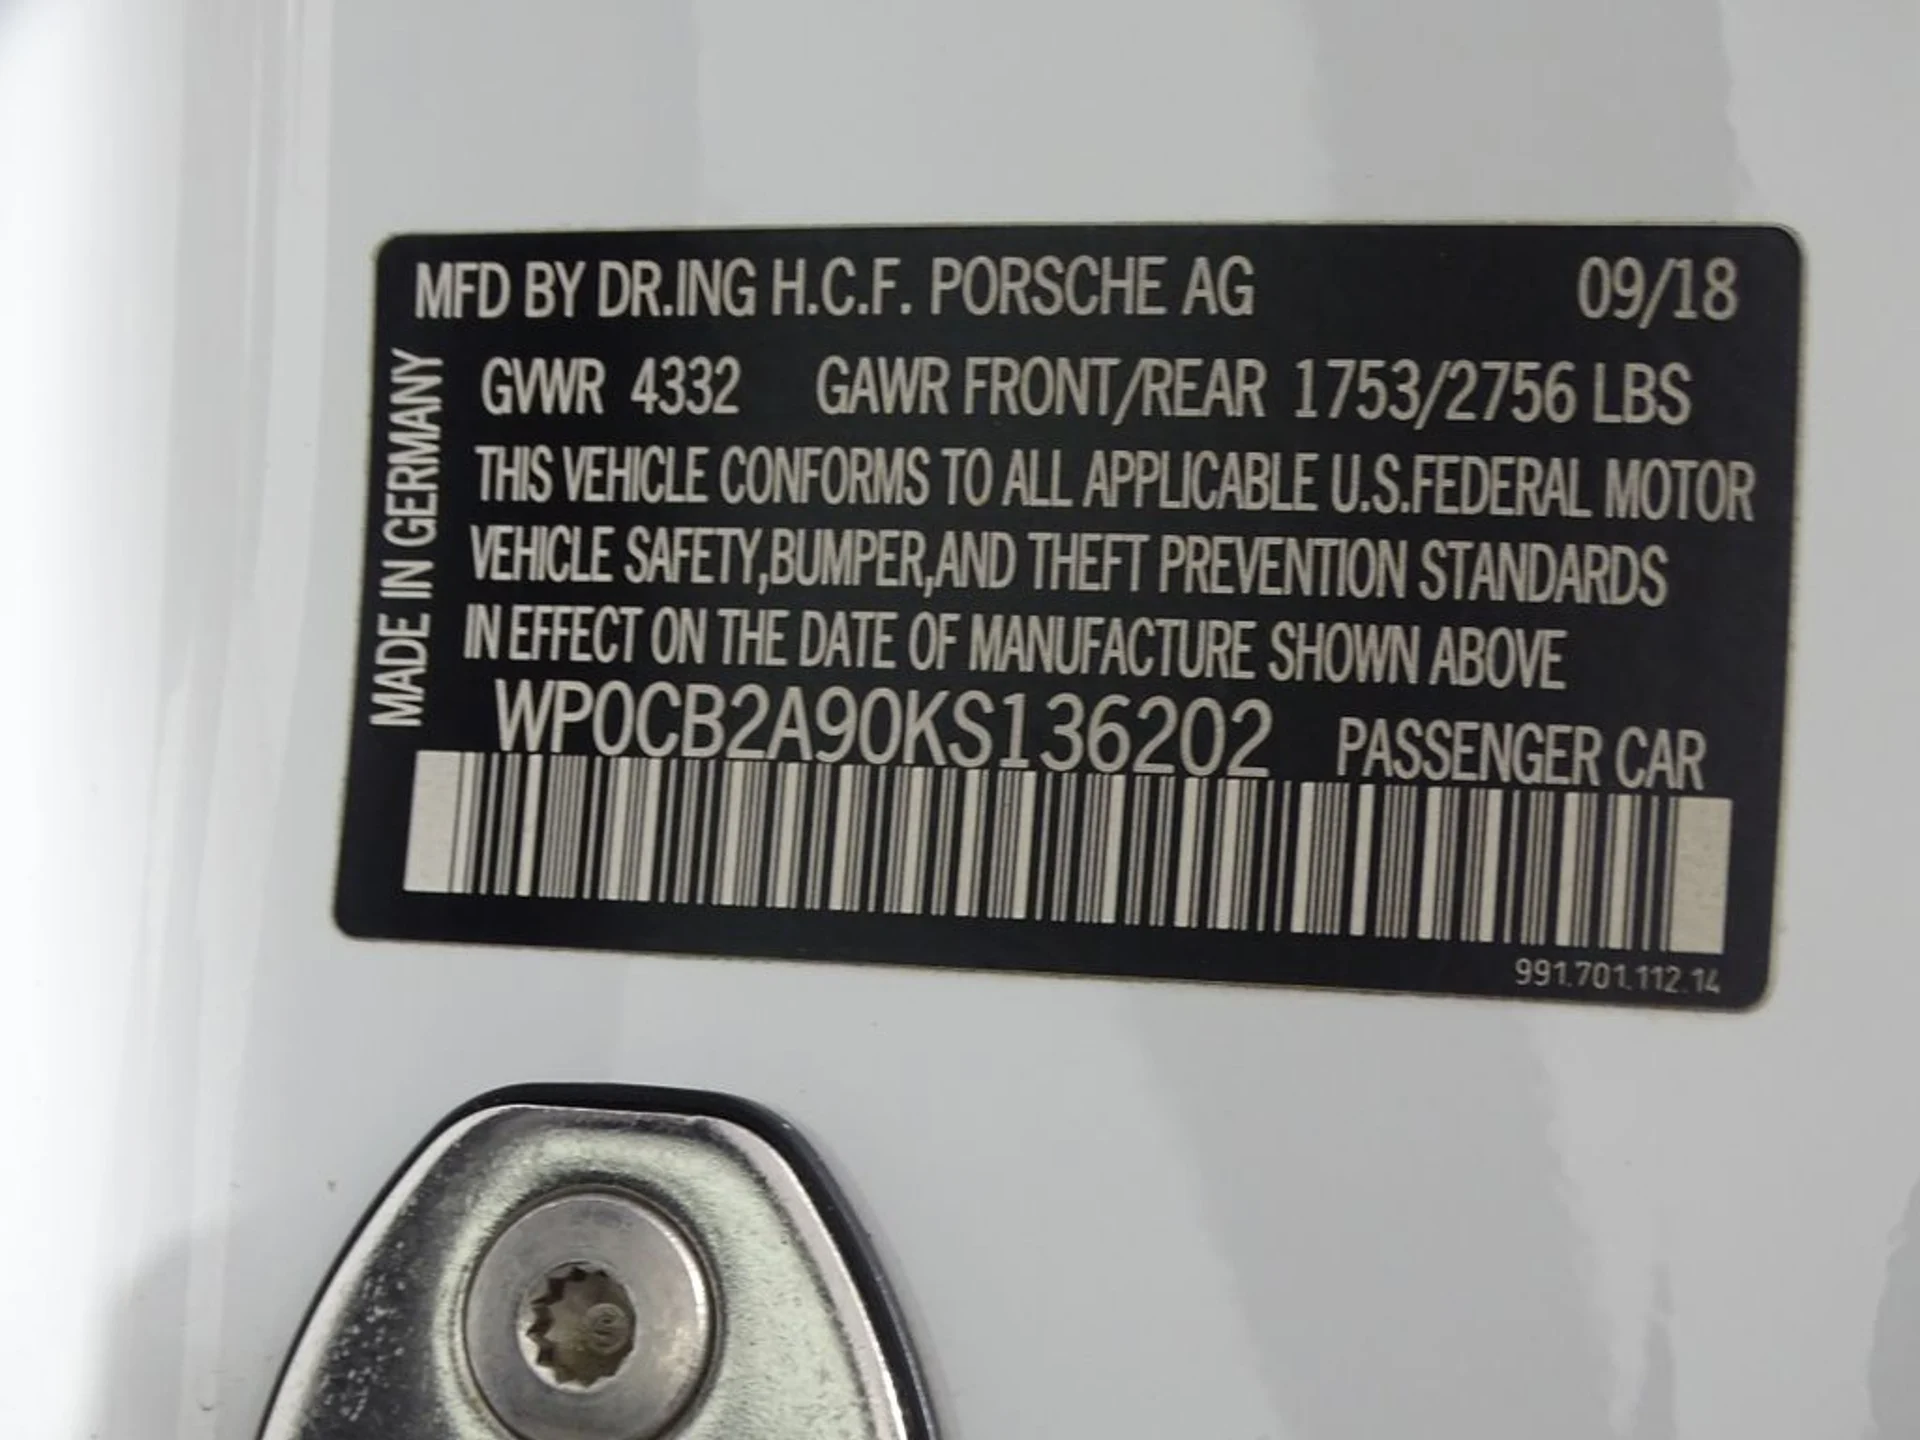 MFD BY DR.ING H.C.F. PORSCHE AG 09/18
MADE IN GERMANY
GVWR 4332 GAWR FRONT/REAR 1753/2756 LBS
THIS VEHICLE CONFORMS TO ALL APPLICABLE U.S.FEDERAL MOTOR
VEHICLE SAFETY,BUMPER,AND THEFT PREVENTION STANDARDS
IN EFFECT ON THE DATE OF MANUFACTURE SHOWN ABOVE
WP0CB2A90KS136202 PASSENGER CAR
991.701.112.14